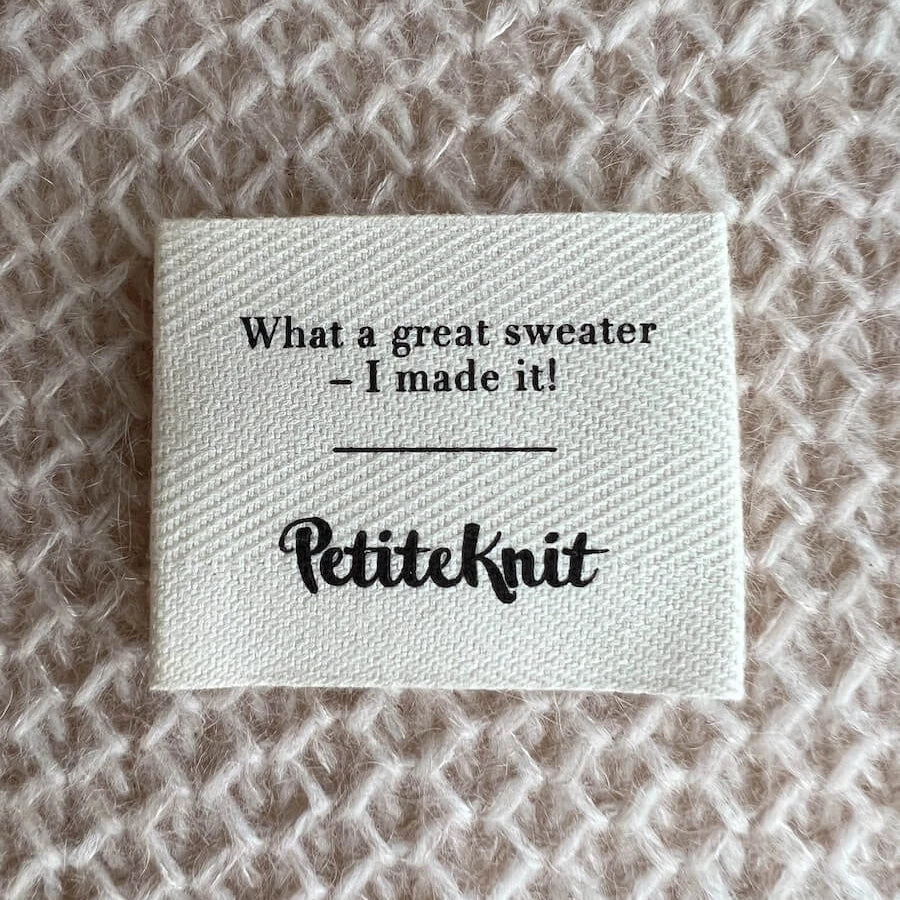 What a great sweater
– I made it!
PetiteKnit